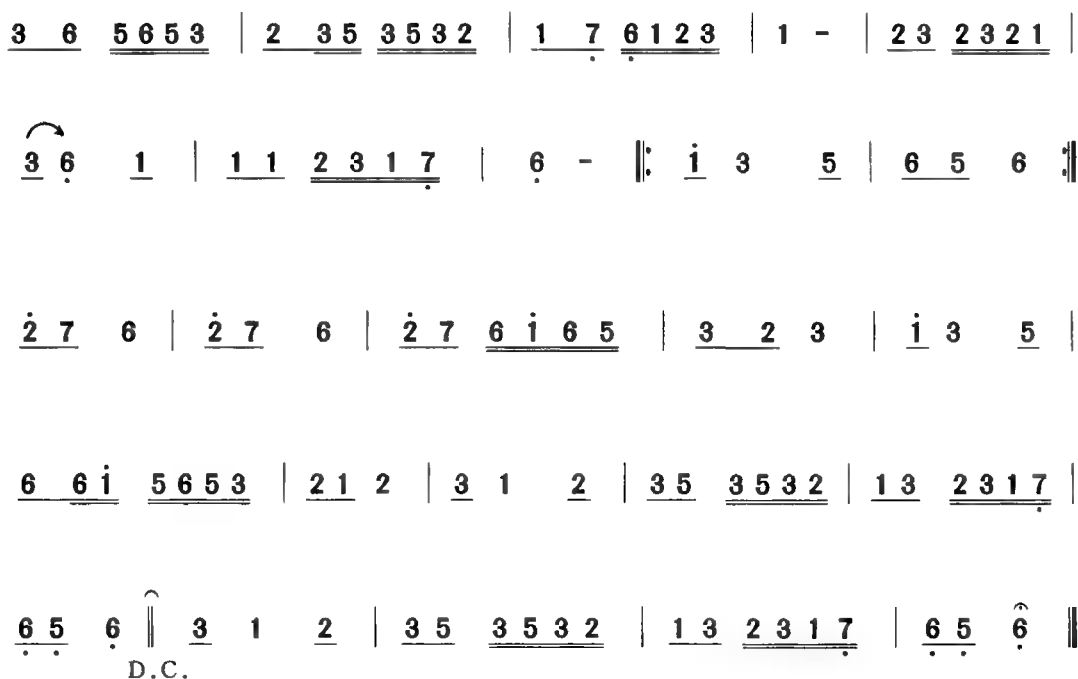 3 6 5653 | 2 35 3532 | 1 7̣ 6̣123 | 1 - | 23 2321 |
3 6̣ 1 | 11 2317̣ | 6̣ - ‖: i̇ 3 5 | 65 6 :‖
2̇7 6 | 2̇7 6 | 2̇7 6i̇65 | 3 2 3 | i̇ 3 5 |
6 6i̇ 5653 | 21 2 | 3 1 2 | 35 3532 | 13 2317̣ |
6̣5̣ 6̣ ‖ 3 1 2 | 35 3532 | 13 2317̣ | 6̣5̣ 6̣ ‖
D.C.